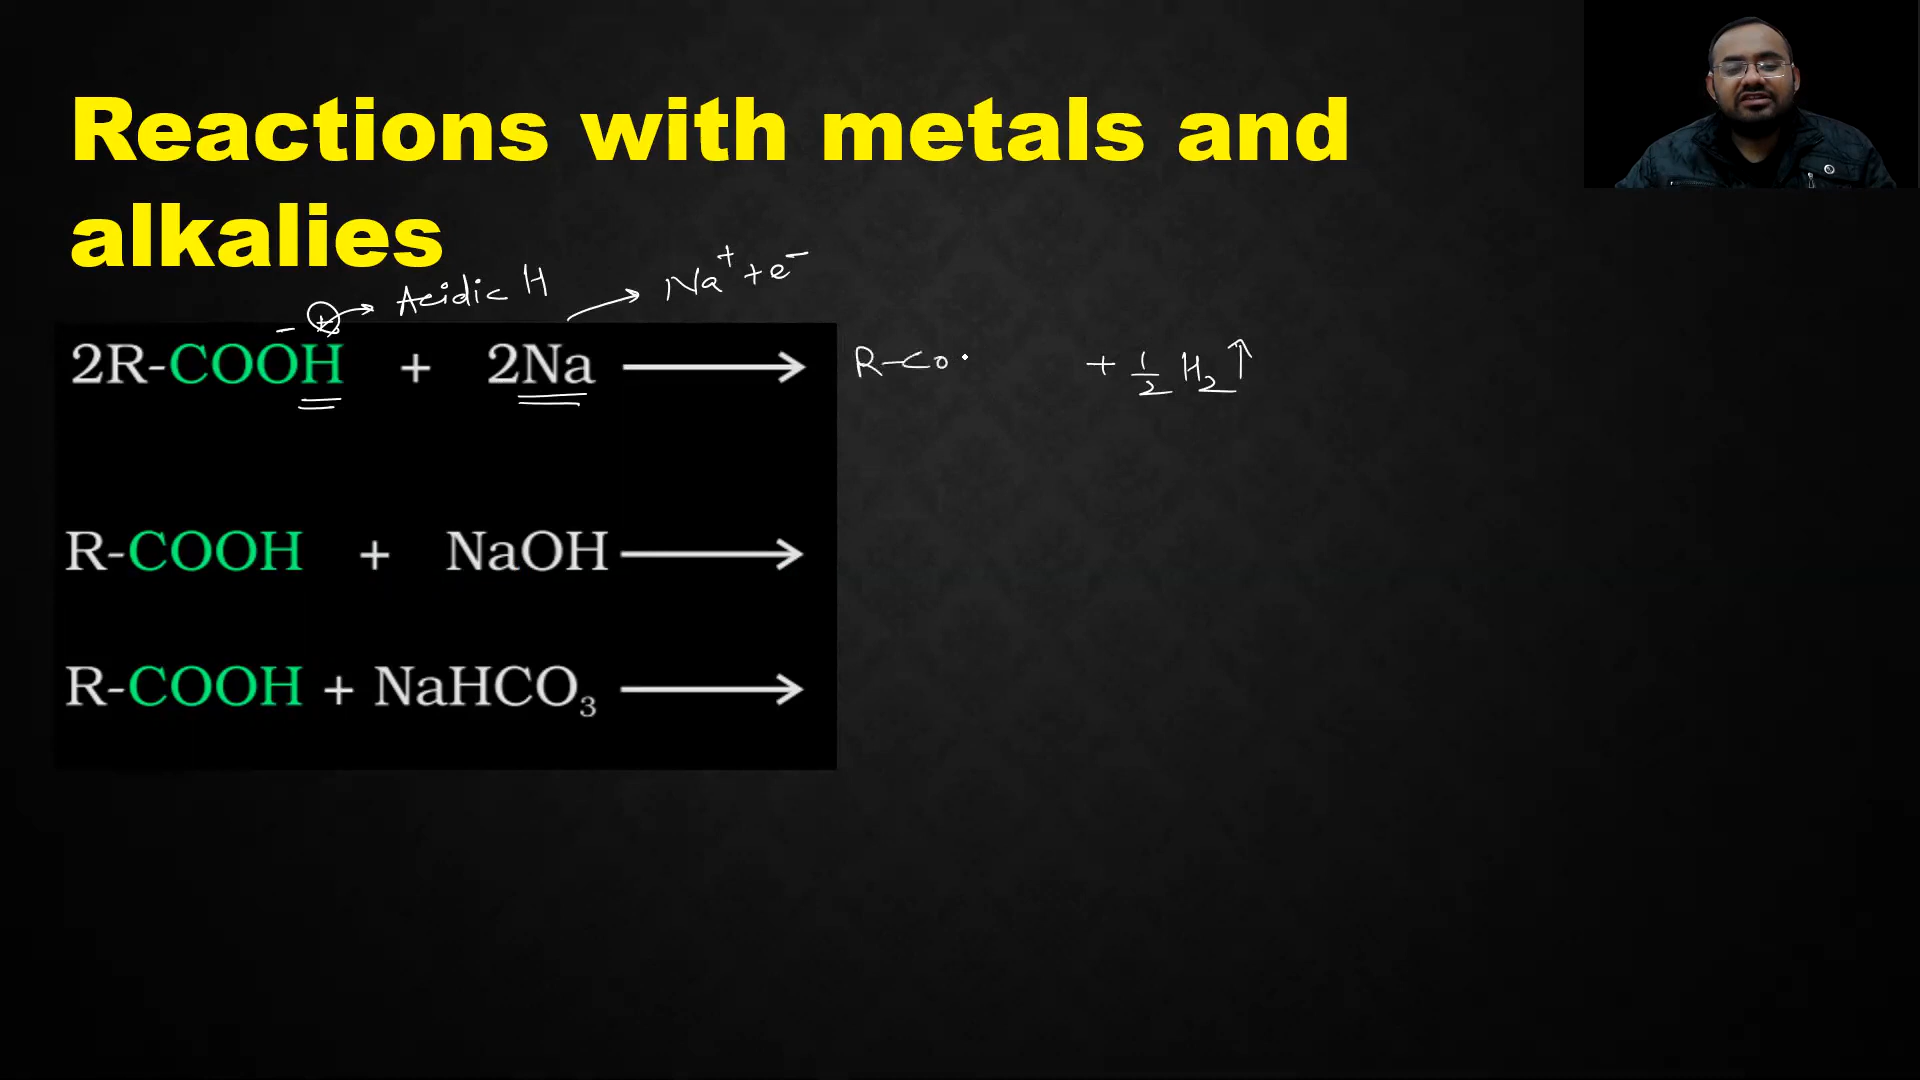 Reactions with metals and
alkalies
Acidic H
Na⁺ + e⁻
− +
2R-COOH + 2Na ⟶ R-CO + 1/2 H₂ ↑
R-COOH + NaOH ⟶
R-COOH + NaHCO₃ ⟶